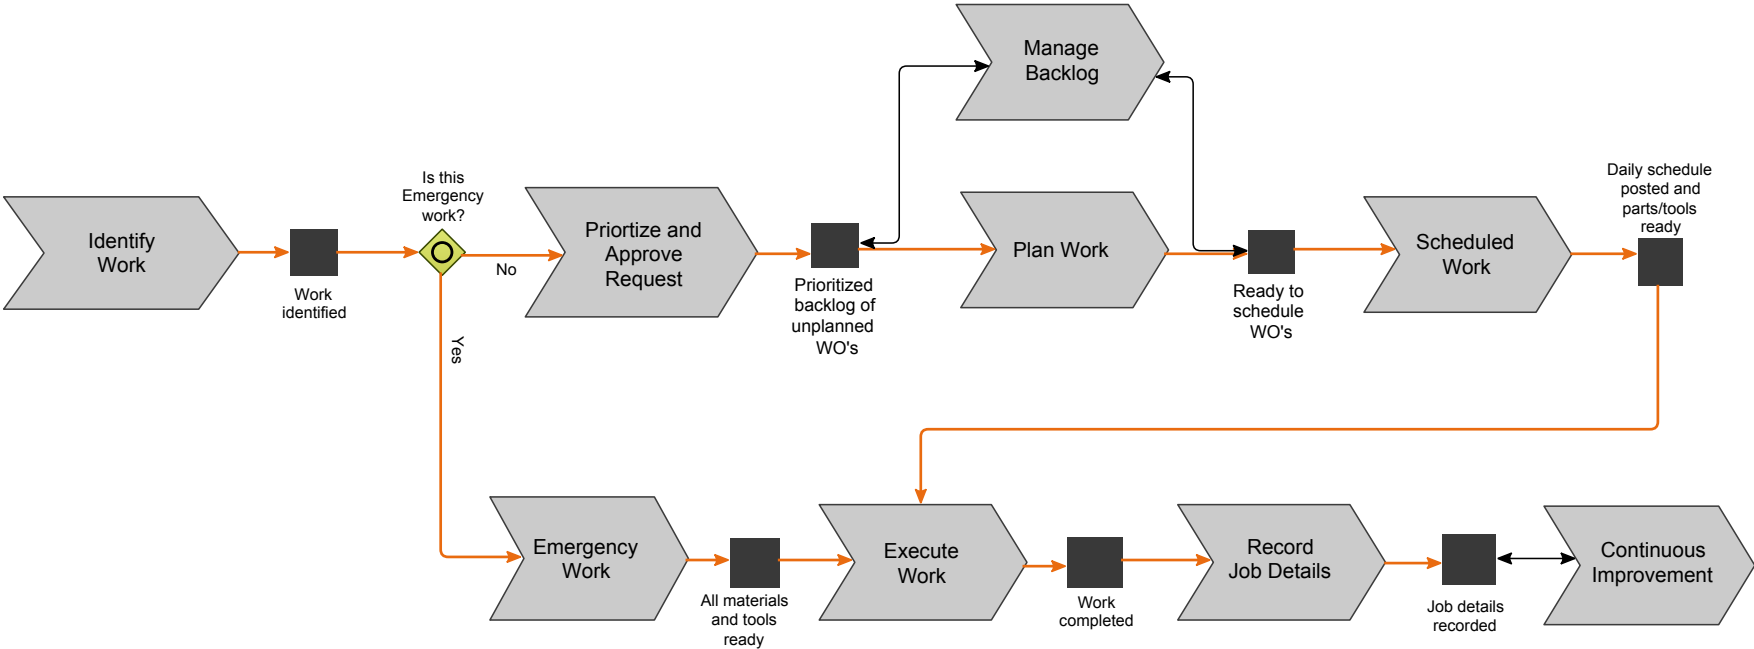 Manage
Backlog
Is this
Emergency
work?
Daily schedule
posted and
parts/tools
ready
Identify
Work
Priortize and
Approve
Request
Plan Work
Scheduled
Work
No
Work
identified
Prioritized
backlog of
unplanned
WO's
Ready to
schedule
WO's
Yes
Emergency
Work
Execute
Work
Record
Job Details
Continuous
Improvement
All materials
and tools
ready
Work
completed
Job details
recorded